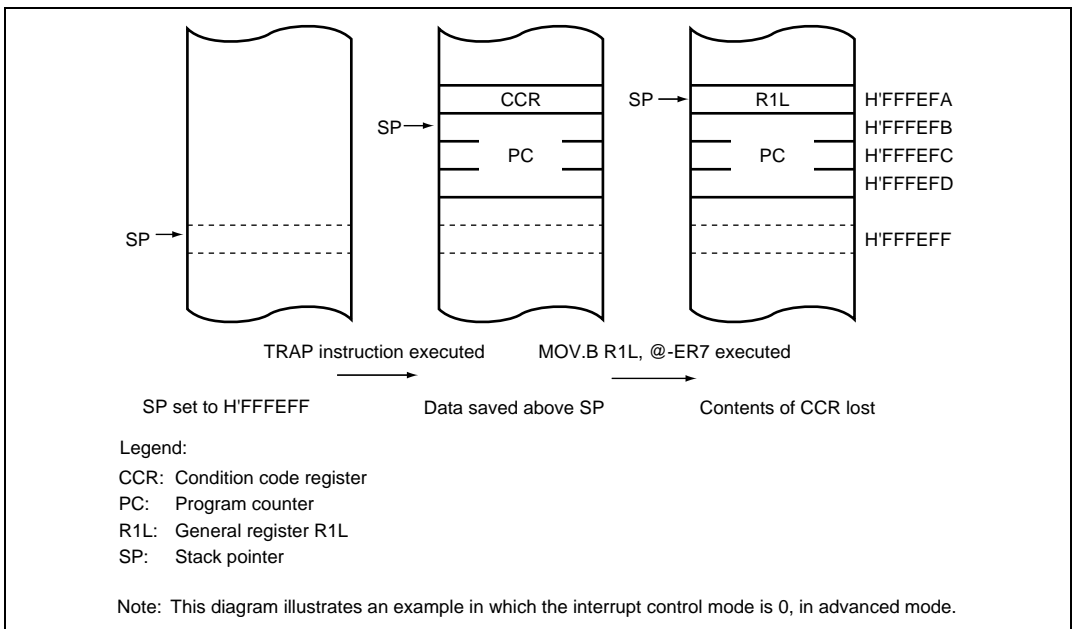 CCR
SP
R1L
H'FFFEFA
SP
H'FFFEFB
PC
PC
H'FFFEFC
H'FFFEFD
SP
H'FFFEFF
TRAP instruction executed
MOV.B R1L, @-ER7 executed
SP set to H'FFFEFF
Data saved above SP
Contents of CCR lost
Legend:
CCR: Condition code register
PC: Program counter
R1L: General register R1L
SP: Stack pointer
Note: This diagram illustrates an example in which the interrupt control mode is 0, in advanced mode.